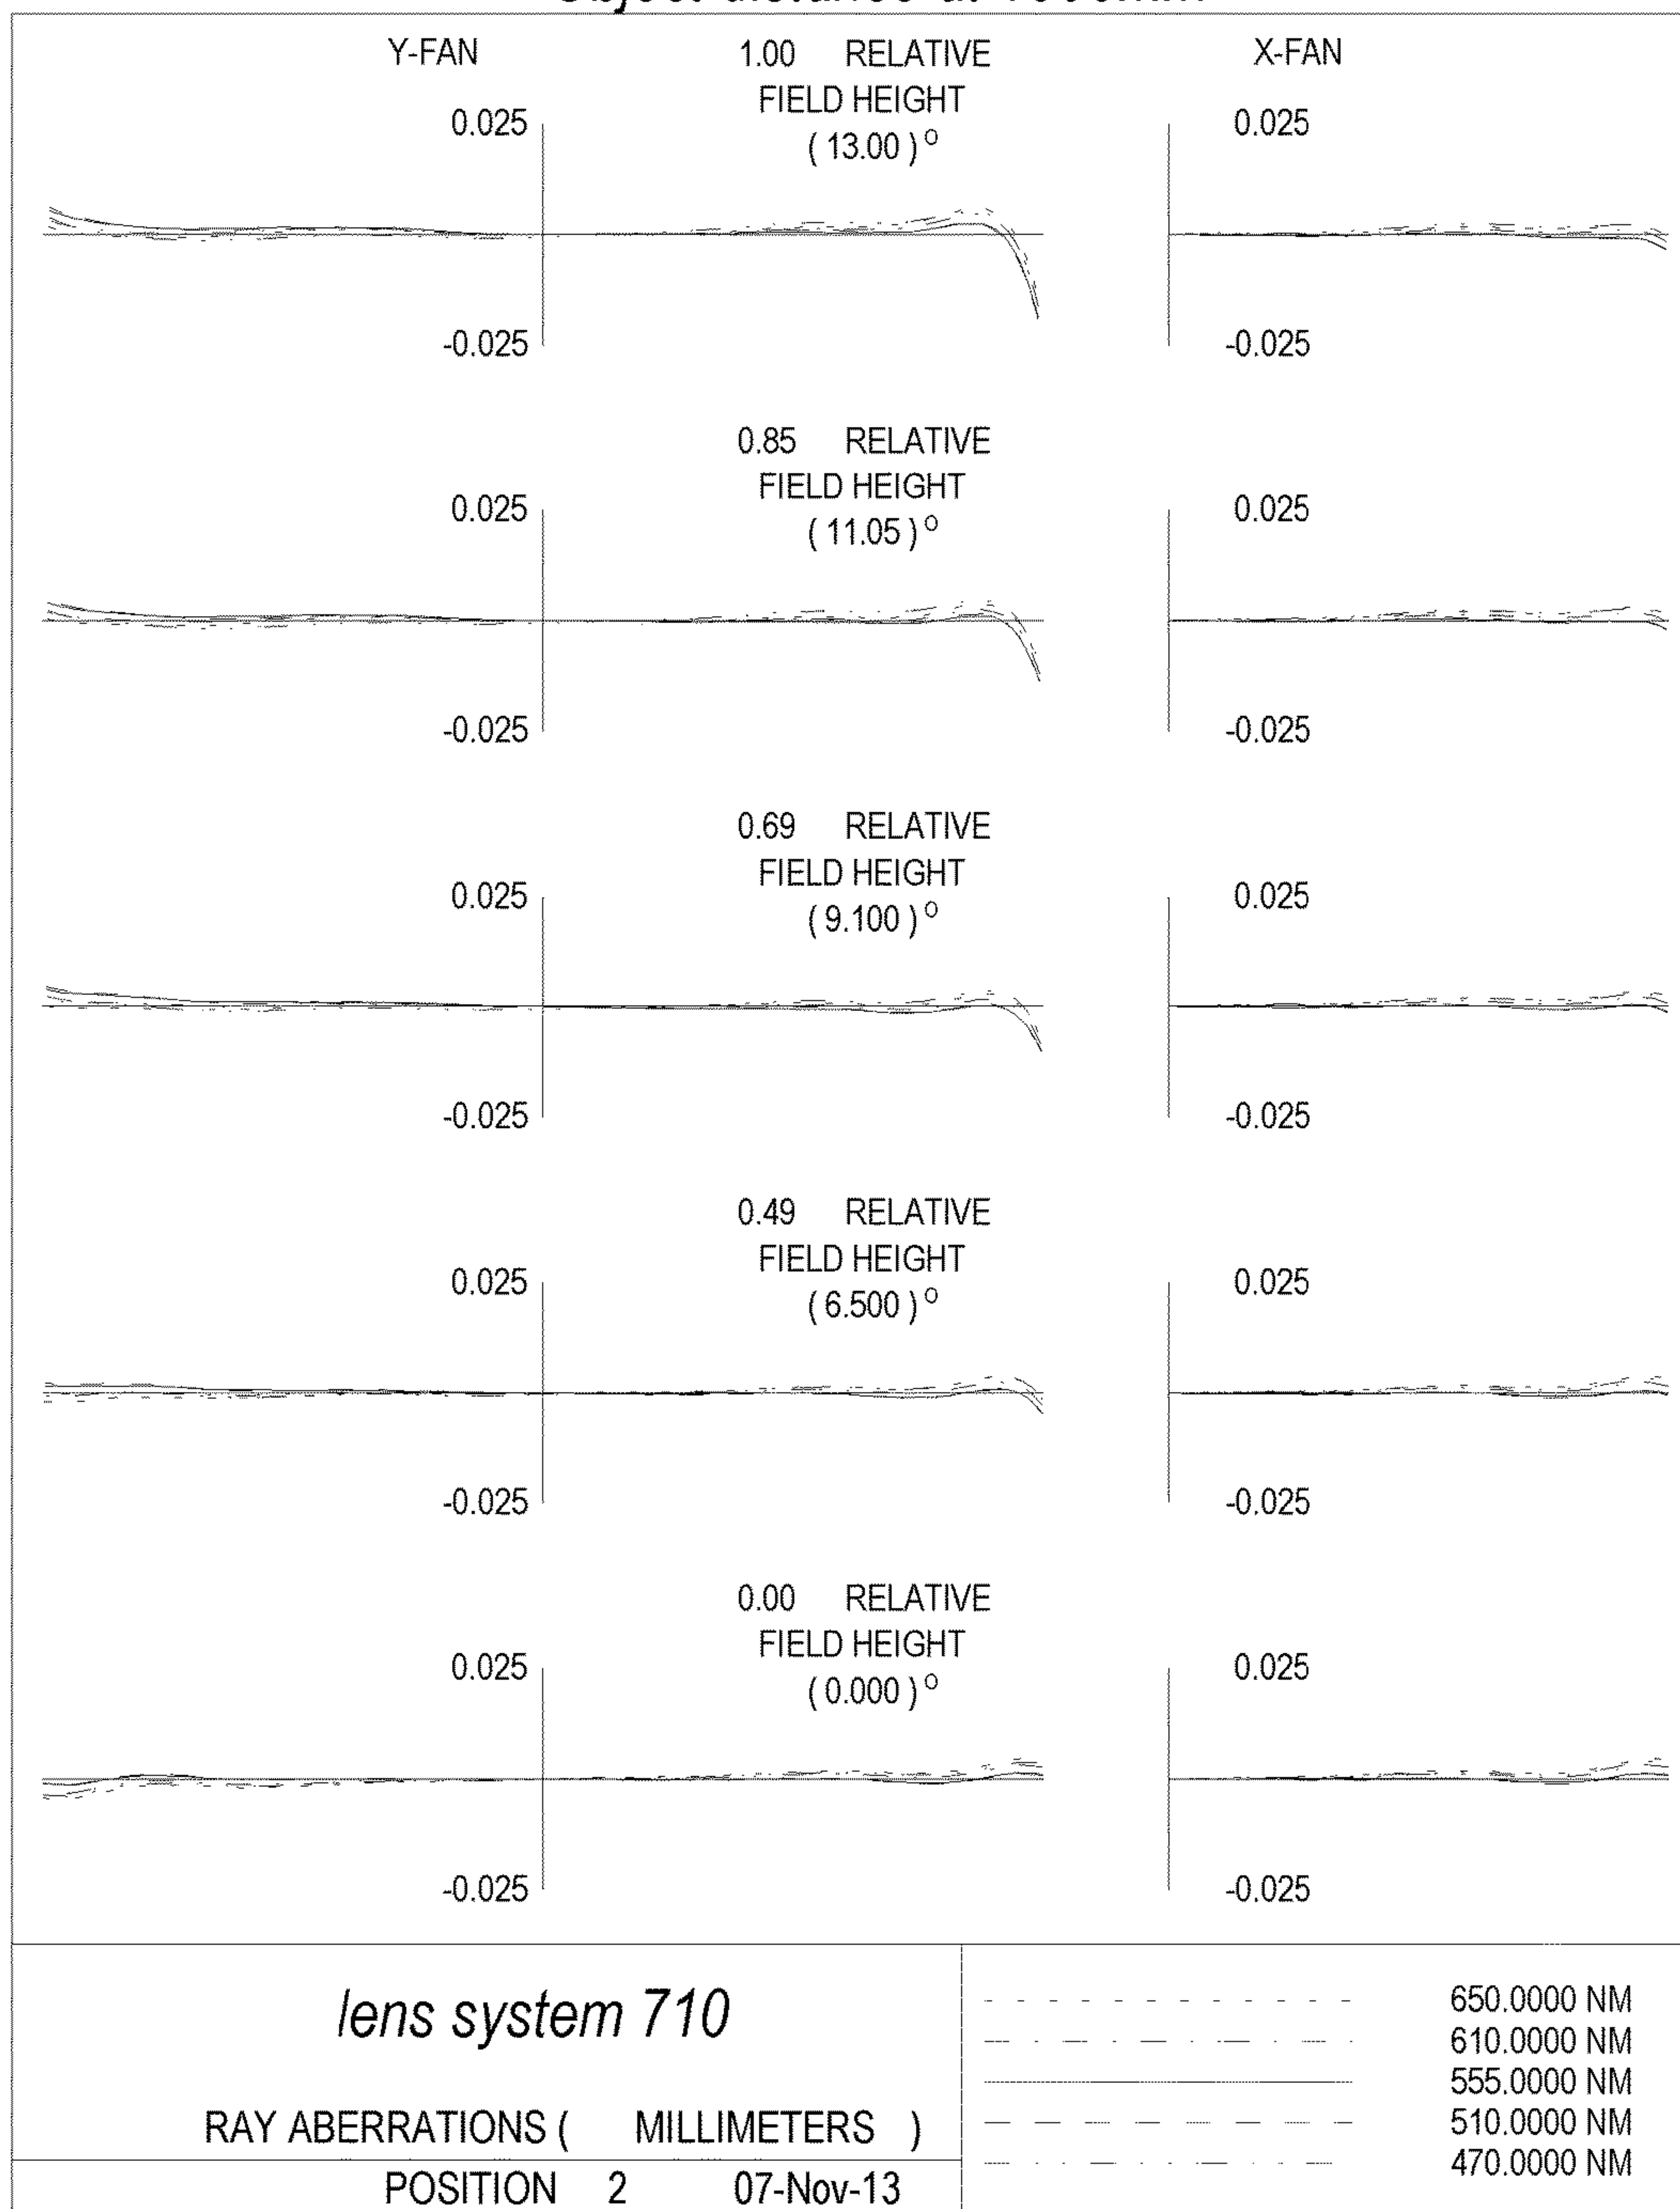 Y-FAN 1.00 RELATIVE X-FAN
FIELD HEIGHT
0.025 ( 13.00 )° 0.025
-0.025 -0.025
0.85 RELATIVE
FIELD HEIGHT
0.025 ( 11.05 )° 0.025
-0.025 -0.025
0.69 RELATIVE
FIELD HEIGHT
0.025 ( 9.100 )° 0.025
-0.025 -0.025
0.49 RELATIVE
FIELD HEIGHT
0.025 ( 6.500 )° 0.025
-0.025 -0.025
0.00 RELATIVE
FIELD HEIGHT
0.025 ( 0.000 )° 0.025
-0.025 -0.025
lens system 710
RAY ABERRATIONS ( MILLIMETERS )
POSITION 2 07-Nov-13
650.0000 NM
610.0000 NM
555.0000 NM
510.0000 NM
470.0000 NM